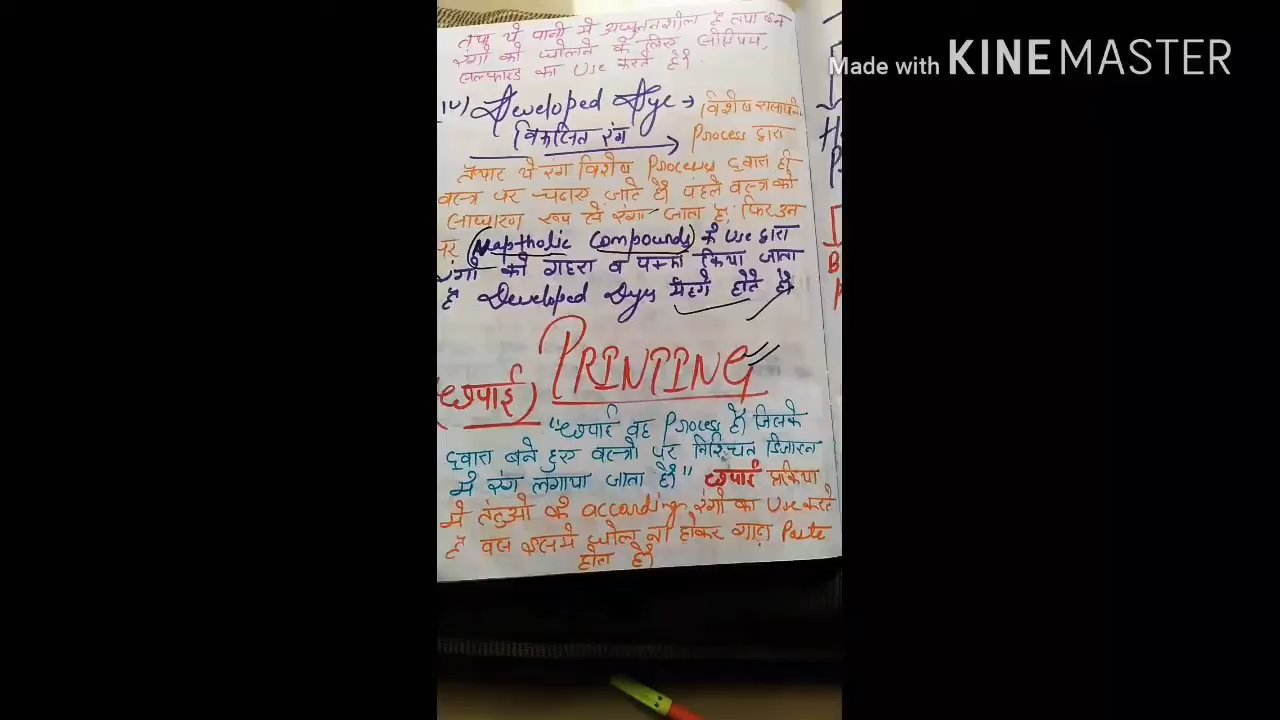 तथा ये पानी में अघुलनशील है तथा इन
रंगो को घोलने के लिए सोडियम,
सल्फाइड का Use करते है।
Made with KINEMASTER
IV) Developed Dye → विशेष रासायनि
विकसित रंग → Process द्वारा
तैयार ये रंग विशेष Process द्वारा ही
वस्त्र पर चढाए जाते है। पहले वस्त्र को
साधारण रूप से रंगा जाता है, फिर उन
पर (Napthalic Compounds) के Use द्वारा
रंगो को गहरा व पक्का किया जाता
है Developed Dyes महंगे होते है।
PRINTING
(छपाई)
"छपाई वह Process है। जिसके
द्वारा बने हुए वस्त्रो पर निश्चित डिजाइन
में रंग लगाया जाता है।" छपाई प्रक्रिया
में तंतुओ के according रंगो का Use करते
है बस इसमे घोल ना होकर गाढ़ा Paste
होता है।